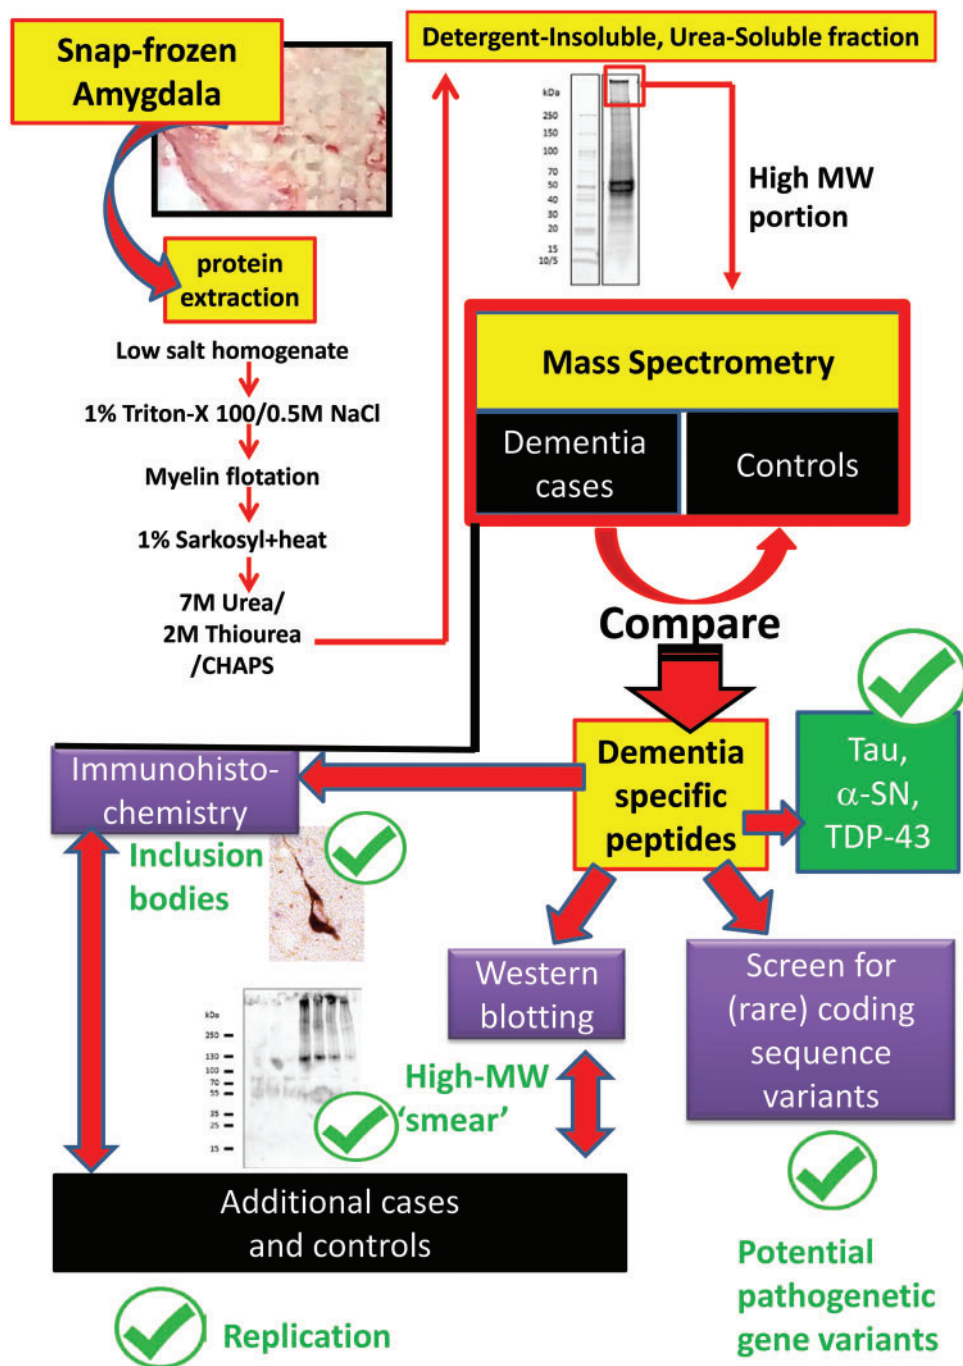 Snap-frozen
Amygdala
protein
extraction
Low salt homogenate
1% Triton-X 100/0.5M NaCl
Myelin flotation
1% Sarkosyl+heat
7M Urea/
2M Thiourea
/CHAPS
Detergent-Insoluble, Urea-Soluble fraction
kDa
250
150
100
70
50
40
30
20
15
10/5
High MW
portion
Mass Spectrometry
Dementia
cases
Controls
Compare
Dementia
specific
peptides
Tau,
α-SN,
TDP-43
Immunohisto-
chemistry
Inclusion
bodies
Western
blotting
Screen for
(rare) coding
sequence
variants
kDa
250
130
100
70
55
35
25
15
High-MW
‘smear’
Additional cases
and controls
Replication
Potential
pathogenetic
gene variants